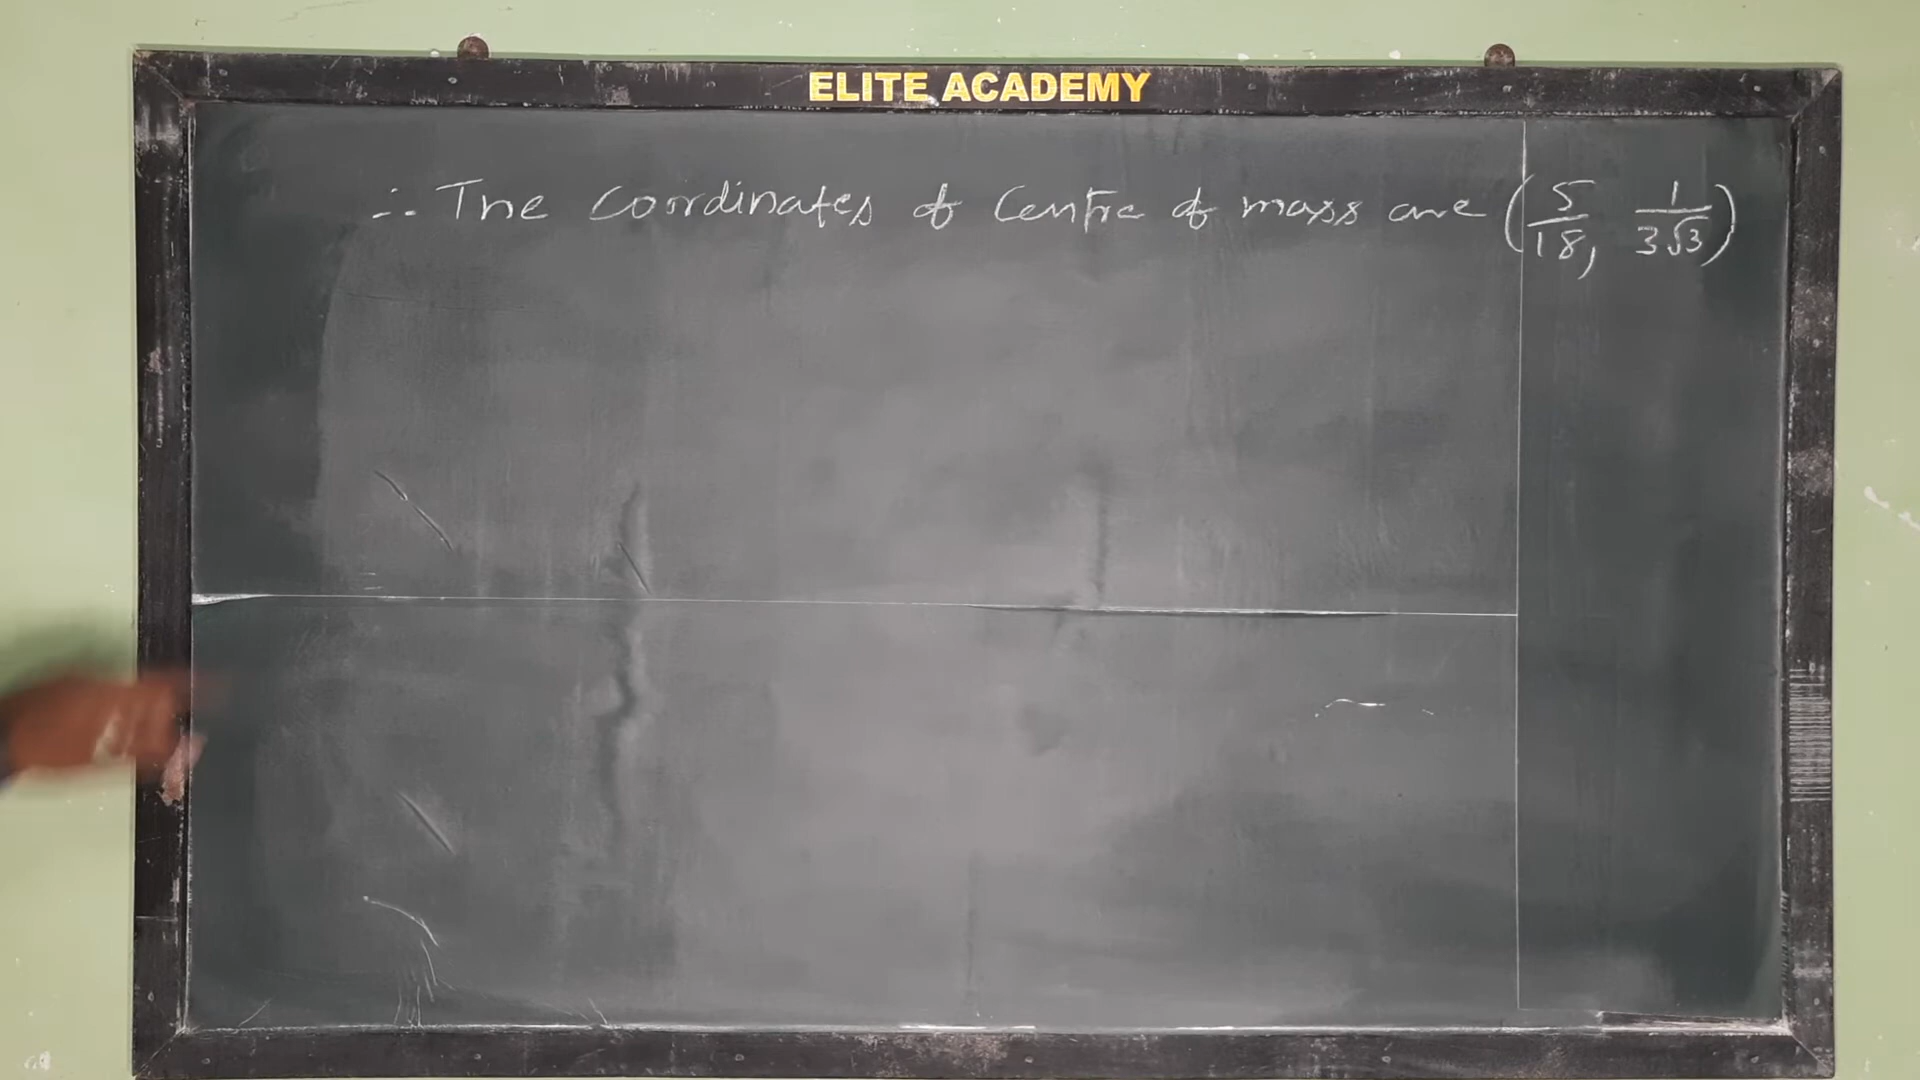 ELITE ACADEMY
∴ The coordinates of Centre of mass are (5/18, 1/3√3)